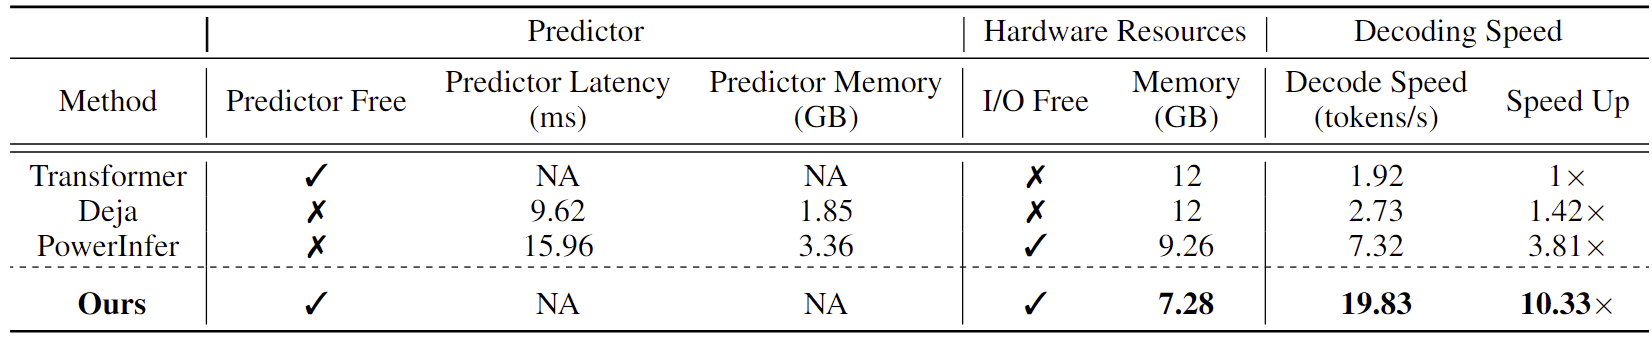 Predictor Hardware Resources Decoding Speed
Method Predictor Free Predictor Latency (ms) Predictor Memory (GB) I/O Free Memory (GB) Decode Speed (tokens/s) Speed Up
Transformer ✓ NA NA ✗ 12 1.92 1×
Deja ✗ 9.62 1.85 ✗ 12 2.73 1.42×
PowerInfer ✗ 15.96 3.36 ✓ 9.26 7.32 3.81×
Ours ✓ NA NA ✓ 7.28 19.83 10.33×